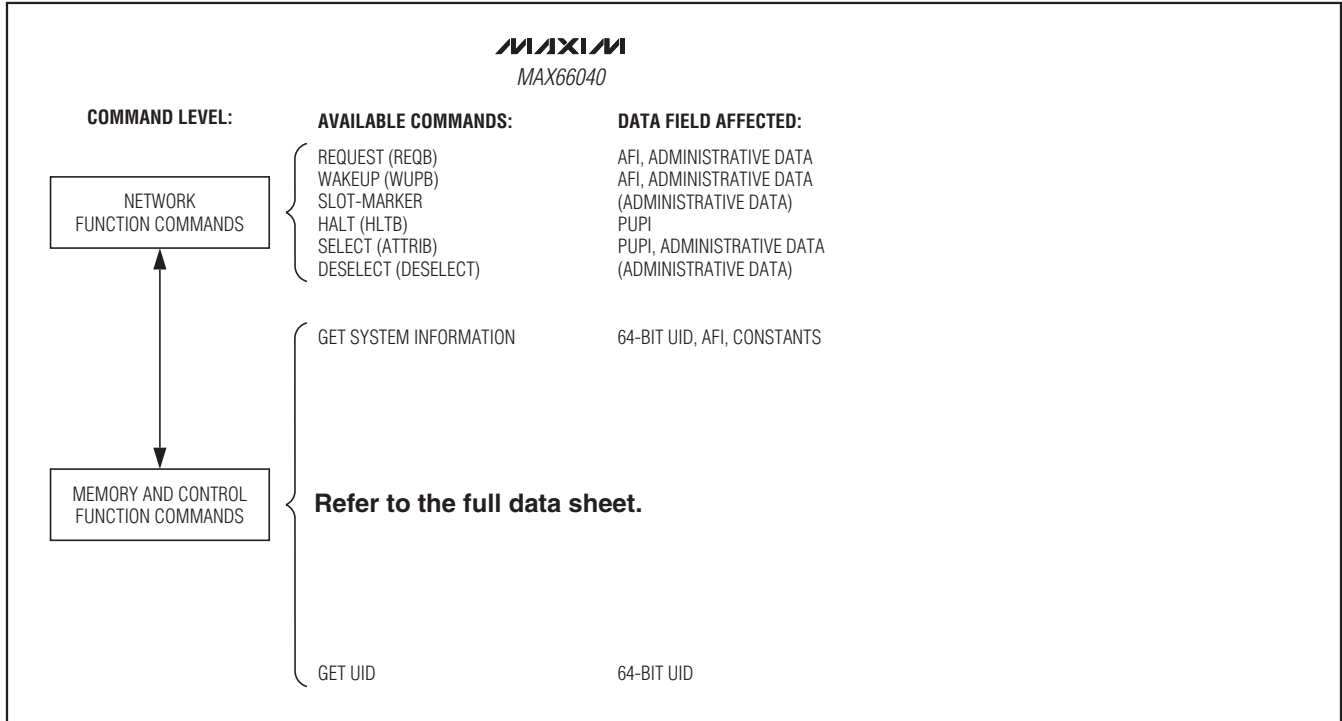 MAXIM
MAX66040
COMMAND LEVEL: AVAILABLE COMMANDS: DATA FIELD AFFECTED:
NETWORK
FUNCTION COMMANDS
REQUEST (REQB) AFI, ADMINISTRATIVE DATA
WAKEUP (WUPB) AFI, ADMINISTRATIVE DATA
SLOT-MARKER (ADMINISTRATIVE DATA)
HALT (HLTB) PUPI
SELECT (ATTRIB) PUPI, ADMINISTRATIVE DATA
DESELECT (DESELECT) (ADMINISTRATIVE DATA)
MEMORY AND CONTROL
FUNCTION COMMANDS
GET SYSTEM INFORMATION 64-BIT UID, AFI, CONSTANTS
Refer to the full data sheet.
GET UID 64-BIT UID